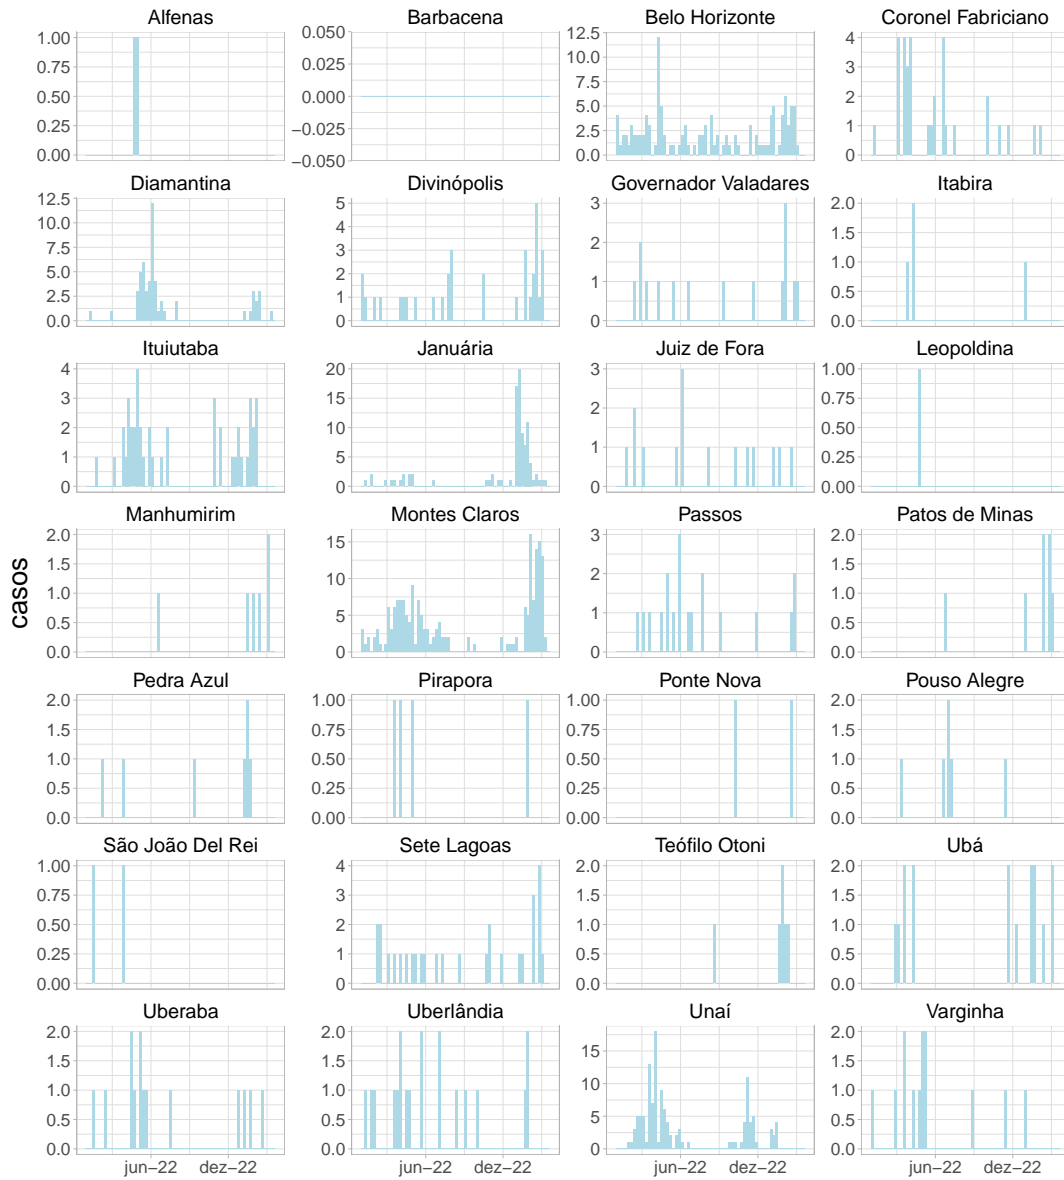 Alfenas Barbacena Belo Horizonte Coronel Fabriciano
1.00 0.75 0.50 0.25 0.00
0.050 0.025 0.000 −0.025 −0.050
12.5 10.0 7.5 5.0 2.5 0.0
4 3 2 1 0
Diamantina Divinópolis Governador Valadares Itabira
12.5 10.0 7.5 5.0 2.5 0.0
5 4 3 2 1 0
3 2 1 0
2.0 1.5 1.0 0.5 0.0
Ituiutaba Januária Juiz de Fora Leopoldina
4 3 2 1 0
20 15 10 5 0
3 2 1 0
1.00 0.75 0.50 0.25 0.00
casos
Manhumirim Montes Claros Passos Patos de Minas
2.0 1.5 1.0 0.5 0.0
15 10 5 0
3 2 1 0
2.0 1.5 1.0 0.5 0.0
Pedra Azul Pirapora Ponte Nova Pouso Alegre
2.0 1.5 1.0 0.5 0.0
1.00 0.75 0.50 0.25 0.00
1.00 0.75 0.50 0.25 0.00
2.0 1.5 1.0 0.5 0.0
São João Del Rei Sete Lagoas Teófilo Otoni Ubá
1.00 0.75 0.50 0.25 0.00
4 3 2 1 0
2.0 1.5 1.0 0.5 0.0
2.0 1.5 1.0 0.5 0.0
Uberaba Uberlândia Unaí Varginha
2.0 1.5 1.0 0.5 0.0
2.0 1.5 1.0 0.5 0.0
15 10 5 0
2.0 1.5 1.0 0.5 0.0
jun−22 dez−22 jun−22 dez−22 jun−22 dez−22 jun−22 dez−22